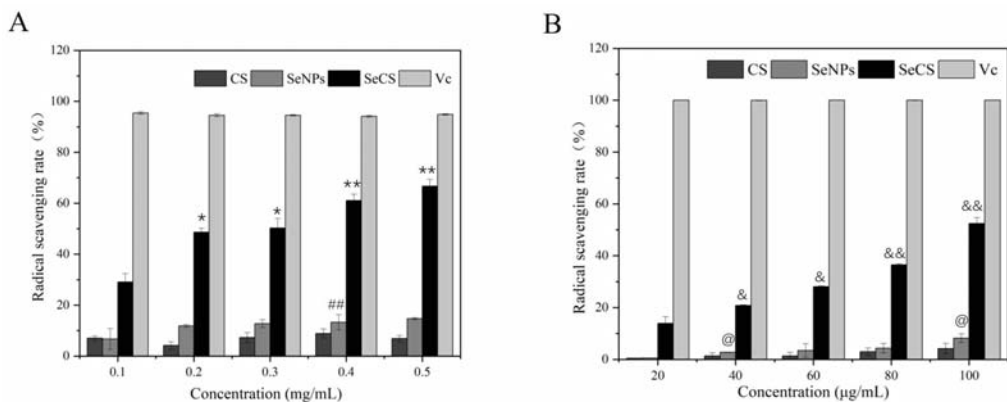 A
B
120
100
80
60
40
20
0
Radical scavenging rate (%)
CS SeNPs SeCS Vc
*
*
**
**
##
0.1 0.2 0.3 0.4 0.5
Concentration (mg/mL)
120
100
80
60
40
20
0
Radical scavenging rate (%)
CS SeNPs SeCS Vc
&
&
&&
&&
@
@
20 40 60 80 100
Concentration (μg/mL)